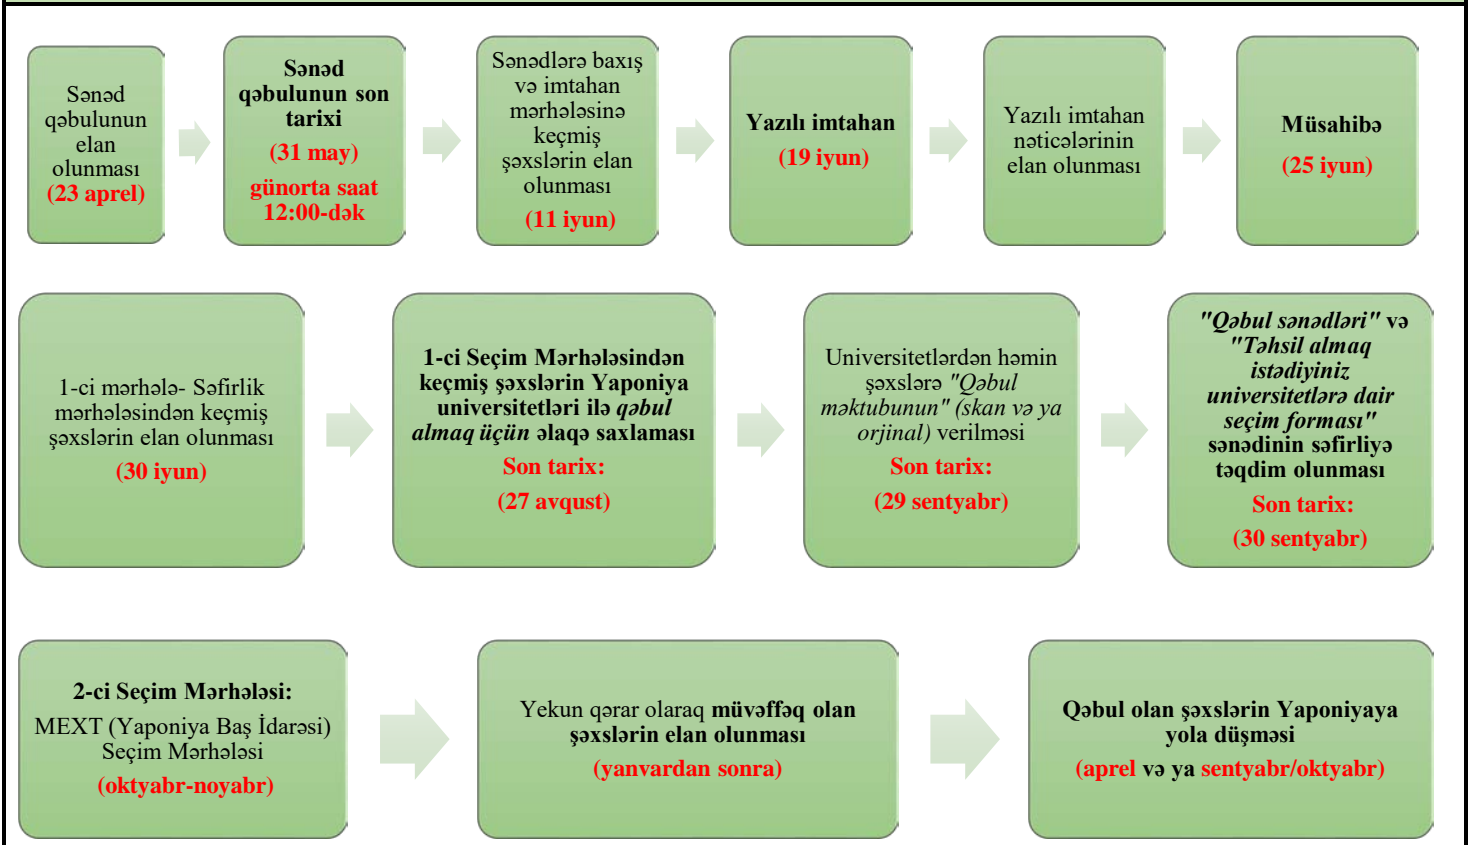 Sənəd
qəbulunun
elan
olunması
(23 aprel)
Sənəd
qəbulunun son
tarixi
(31 may)
günorta saat
12:00-dək
Sənədlərə baxış
və imtahan
mərhələsinə
keçmiş
şəxslərin elan
olunması
(11 iyun)
Yazılı imtahan
(19 iyun)
Yazılı imtahan
nəticələrinin
elan olunması
Müsahibə
(25 iyun)
1-ci mərhələ- Səfirlik
mərhələsindən keçmiş
şəxslərin elan olunması
(30 iyun)
1-ci Seçim Mərhələsindən
keçmiş şəxslərin Yaponiya
universitetləri ilə qəbul
almaq üçün əlaqə saxlaması
Son tarix:
(27 avqust)
Universitetlərdən həmin
şəxslərə "Qəbul
məktubunun" (skan və ya
orjinal) verilməsi
Son tarix:
(29 sentyabr)
"Qəbul sənədləri" və
"Təhsil almaq
istədiyiniz
universitetlərə dair
seçim forması"
sənədinin səfirliyə
təqdim olunması
Son tarix:
(30 sentyabr)
2-ci Seçim Mərhələsi:
MEXT (Yaponiya Baş İdarəsi)
Seçim Mərhələsi
(oktyabr-noyabr)
Yekun qərar olaraq müvəffəq olan
şəxslərin elan olunması
(yanvardan sonra)
Qəbul olan şəxslərin Yaponiyaya
yola düşməsi
(aprel və ya sentyabr/oktyabr)